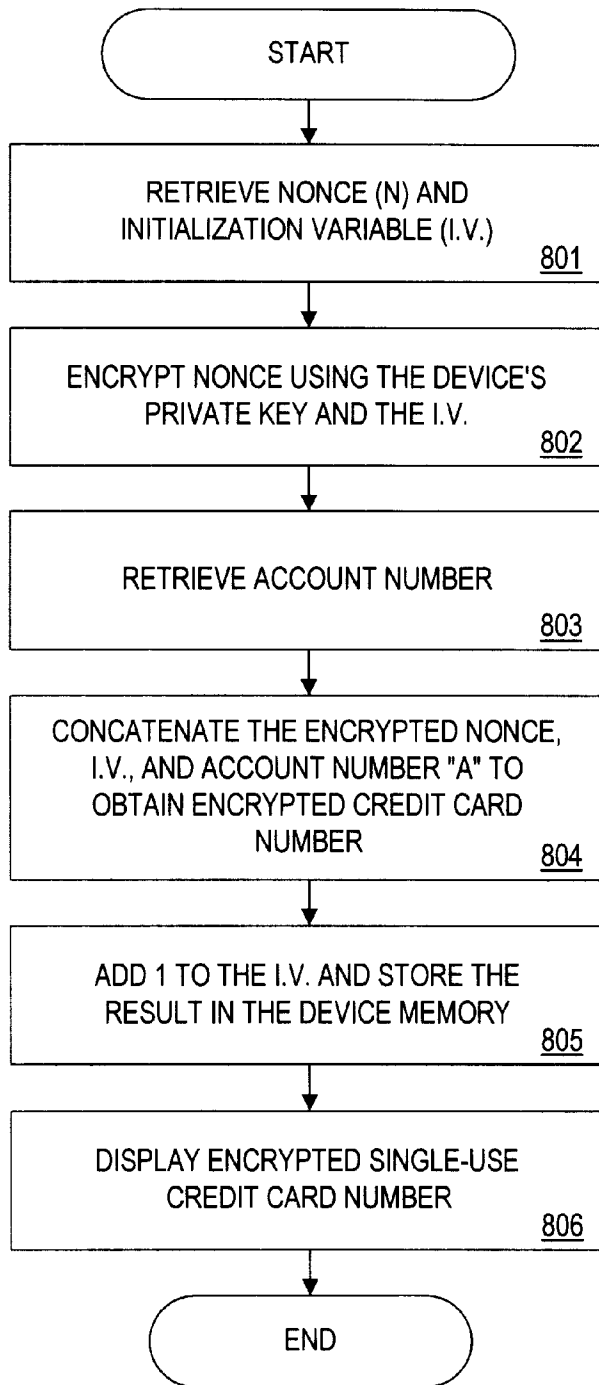 START
RETRIEVE NONCE (N) AND
INITIALIZATION VARIABLE (I.V.)
801
ENCRYPT NONCE USING THE DEVICE'S
PRIVATE KEY AND THE I.V.
802
RETRIEVE ACCOUNT NUMBER
803
CONCATENATE THE ENCRYPTED NONCE,
I.V., AND ACCOUNT NUMBER "A" TO
OBTAIN ENCRYPTED CREDIT CARD
NUMBER
804
ADD 1 TO THE I.V. AND STORE THE
RESULT IN THE DEVICE MEMORY
805
DISPLAY ENCRYPTED SINGLE-USE
CREDIT CARD NUMBER
806
END